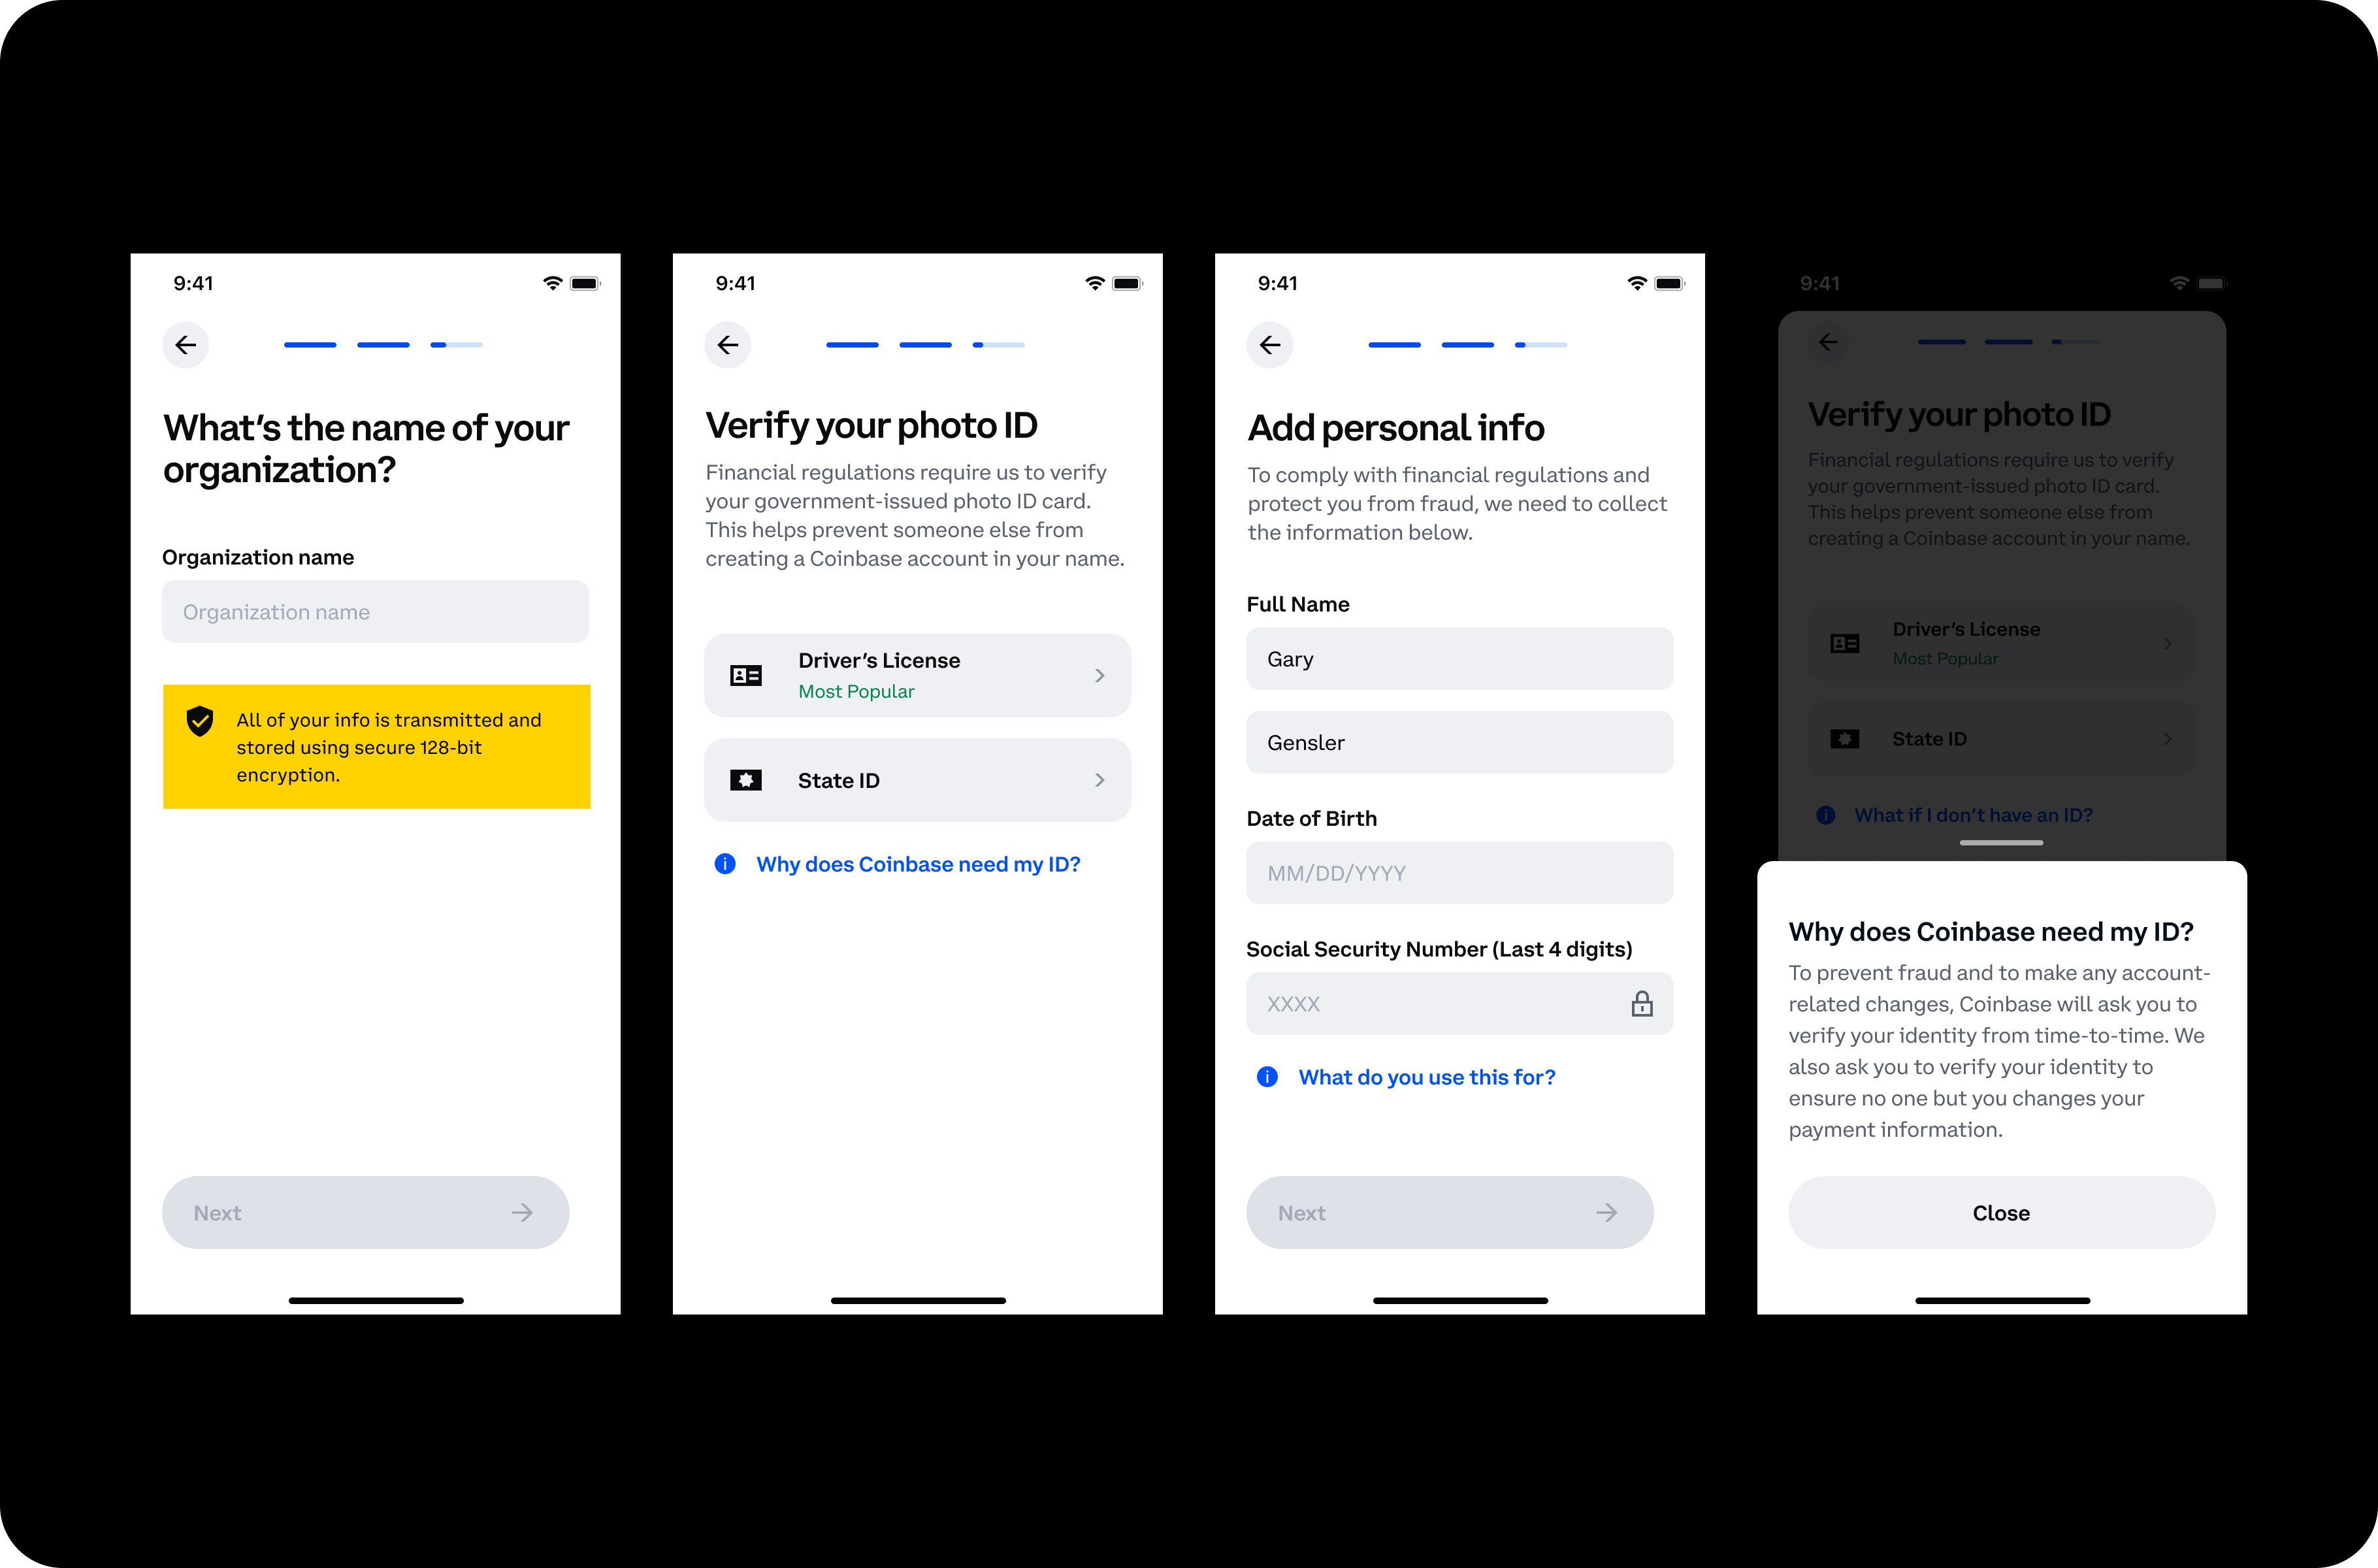 9:41
What’s the name of your
organization?
Organization name
Organization name
All of your info is transmitted and
stored using secure 128-bit
encryption.
Next
9:41
Verify your photo ID
Financial regulations require us to verify
your government-issued photo ID card.
This helps prevent someone else from
creating a Coinbase account in your name.
Driver’s License
Most Popular
State ID
Why does Coinbase need my ID?
9:41
Add personal info
To comply with financial regulations and
protect you from fraud, we need to collect
the information below.
Full Name
Gary
Gensler
Date of Birth
MM/DD/YYYY
Social Security Number (Last 4 digits)
XXXX
What do you use this for?
Next
9:41
Verify your photo ID
Financial regulations require us to verify
your government-issued photo ID card.
This helps prevent someone else from
creating a Coinbase account in your name.
Driver’s License
Most Popular
State ID
What if I don’t have an ID?
Why does Coinbase need my ID?
To prevent fraud and to make any account-
related changes, Coinbase will ask you to
verify your identity from time-to-time. We
also ask you to verify your identity to
ensure no one but you changes your
payment information.
Close